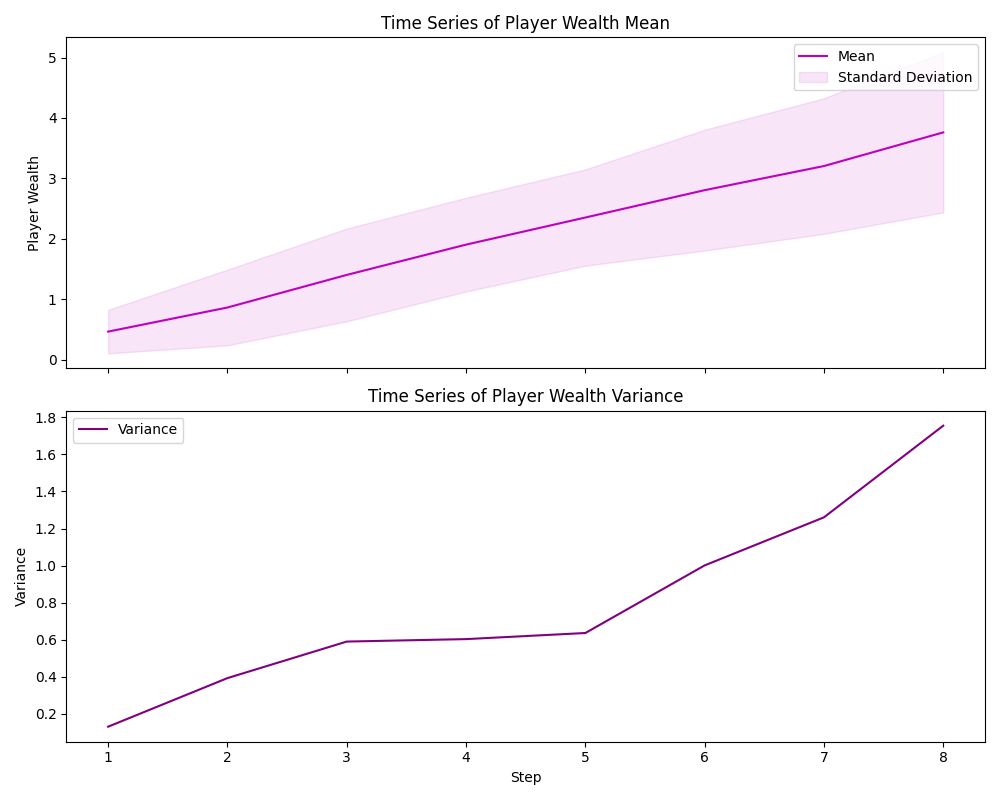 Time Series of Player Wealth Mean
5
4
3
2
1
0
Player Wealth
Mean
Standard Deviation
Time Series of Player Wealth Variance
1.8
1.6
1.4
1.2
1.0
0.8
0.6
0.4
0.2
Variance
Variance
1 2 3 4 5 6 7 8
Step